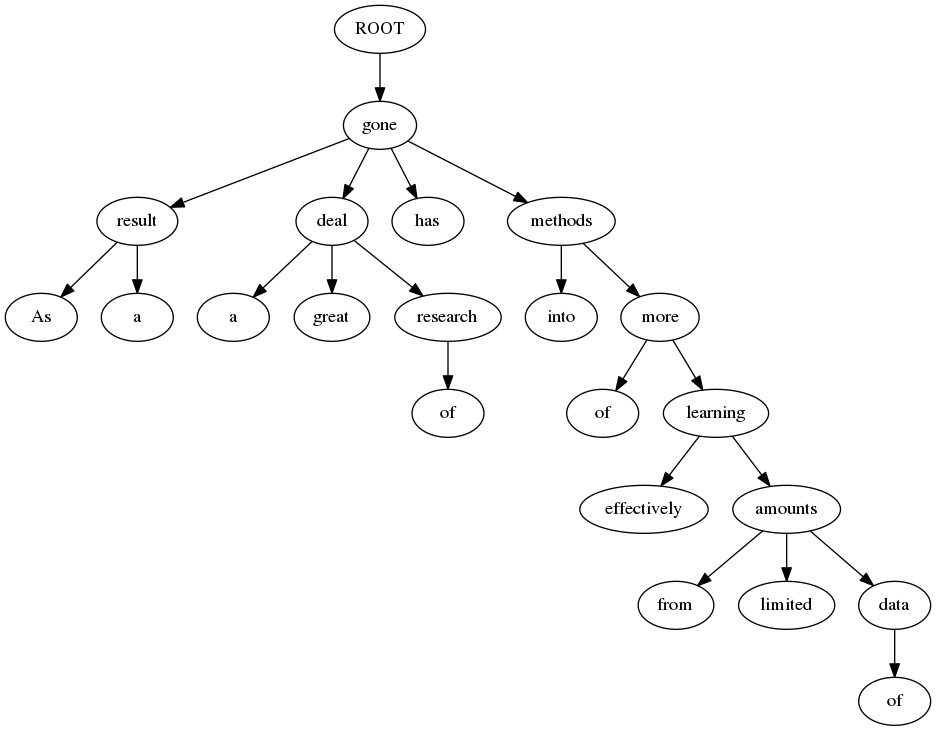 ROOT
gone
result deal has methods
As a a great research into more
of of learning
effectively amounts
from limited data
of